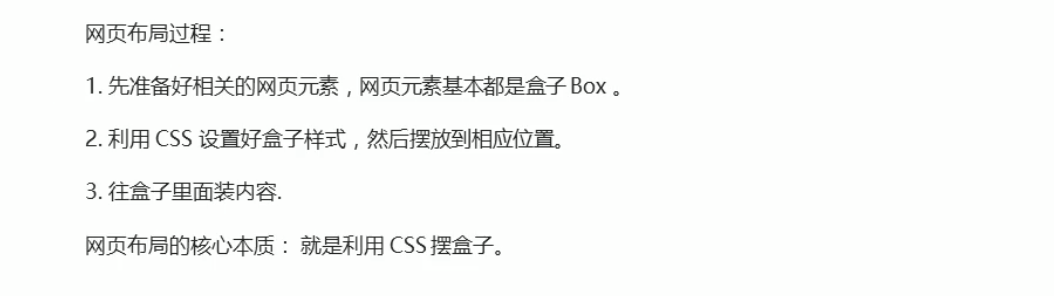 网页布局过程：
1. 先准备好相关的网页元素，网页元素基本都是盒子 Box 。
2. 利用 CSS 设置好盒子样式，然后摆放到相应位置。
3. 往盒子里面装内容.
网页布局的核心本质： 就是利用 CSS 摆盒子。